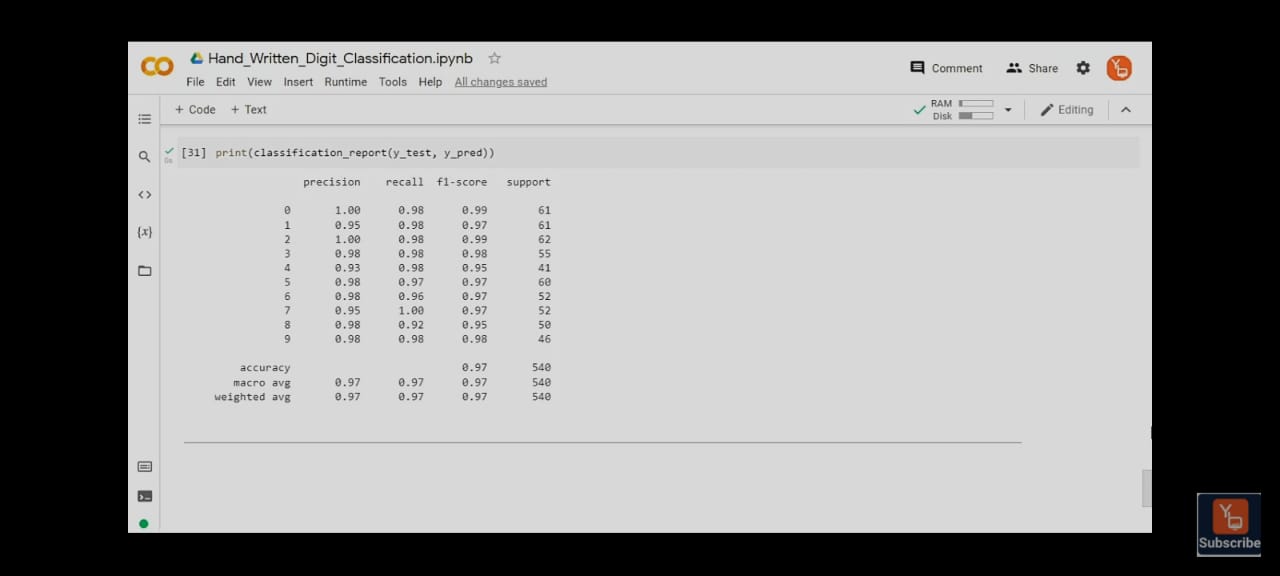 Hand_Written_Digit_Classification.ipynb
File Edit View Insert Runtime Tools Help All changes saved
Comment Share
+ Code + Text
RAM
Disk
Editing
[31] print(classification_report(y_test, y_pred))
0s
precision recall f1-score support
0 1.00 0.98 0.99 61
1 0.95 0.98 0.97 61
2 1.00 0.98 0.99 62
3 0.98 0.98 0.98 55
4 0.93 0.98 0.95 41
5 0.98 0.97 0.97 60
6 0.98 0.96 0.97 52
7 0.95 1.00 0.97 52
8 0.98 0.92 0.95 50
9 0.98 0.98 0.98 46
accuracy 0.97 540
macro avg 0.97 0.97 0.97 540
weighted avg 0.97 0.97 0.97 540
Subscribe